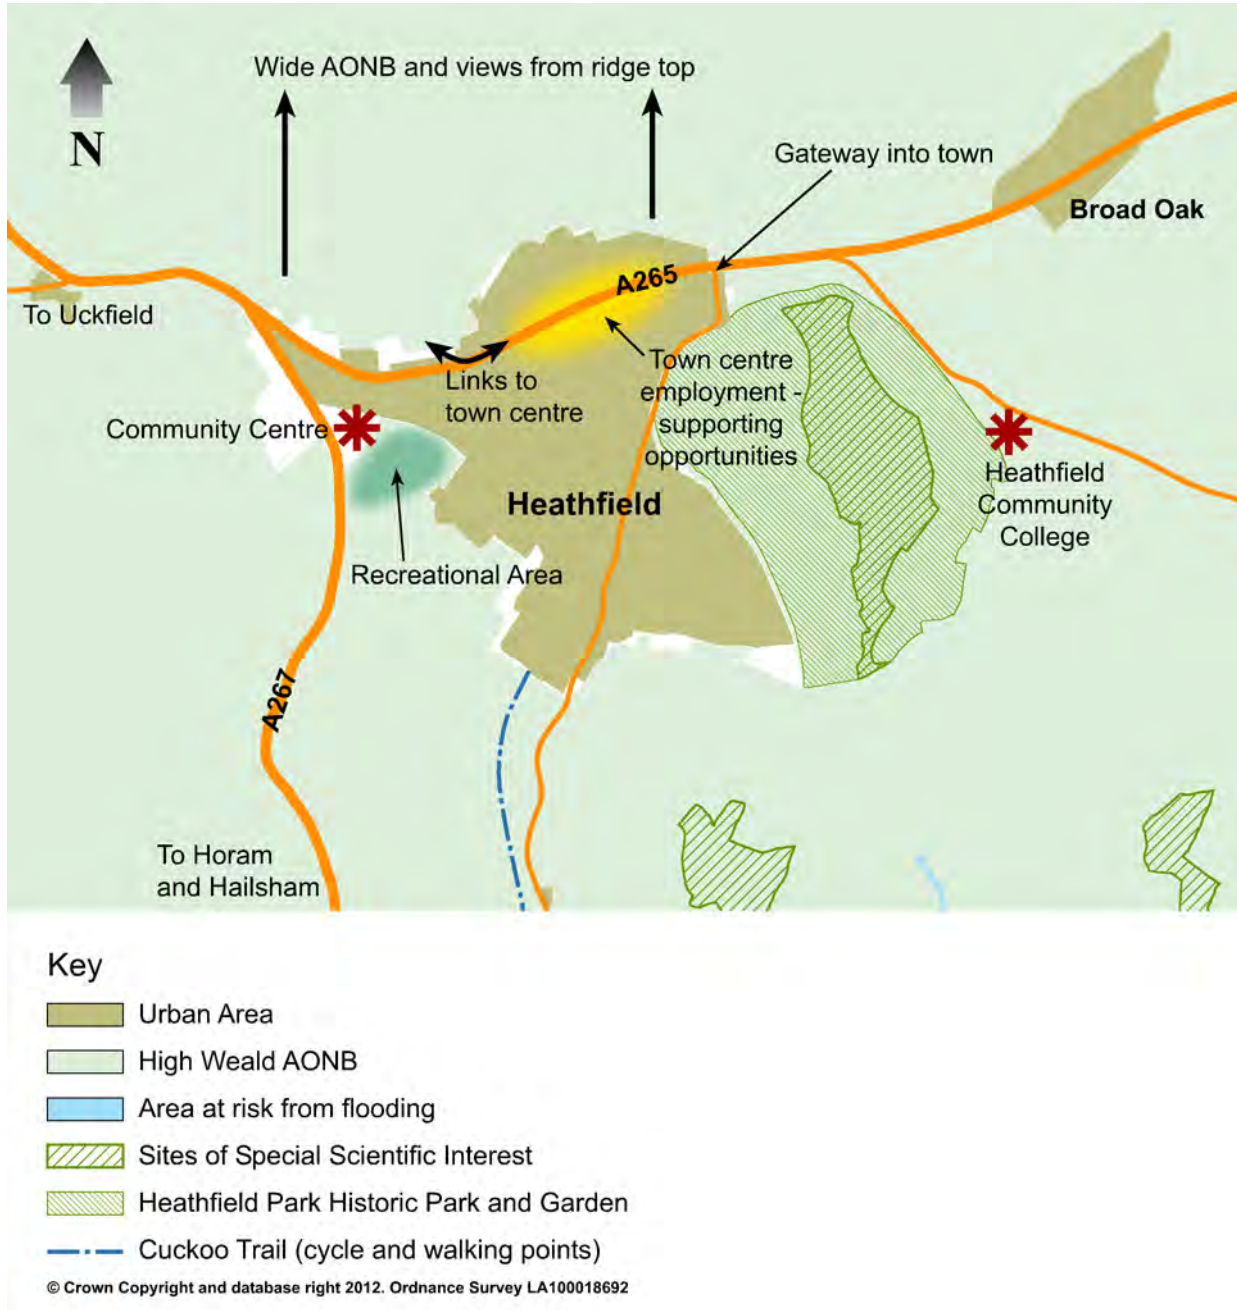 Wide AONB and views from ridge top
N
Gateway into town
Broad Oak
A265
To Uckfield
Links to
town centre
Town centre
employment -
supporting
opportunities
Community Centre
Heathfield
Community
College
Heathfield
Recreational Area
A267
To Horam
and Hailsham
Key
Urban Area
High Weald AONB
Area at risk from flooding
Sites of Special Scientific Interest
Heathfield Park Historic Park and Garden
Cuckoo Trail (cycle and walking points)
© Crown Copyright and database right 2012. Ordnance Survey LA100018692